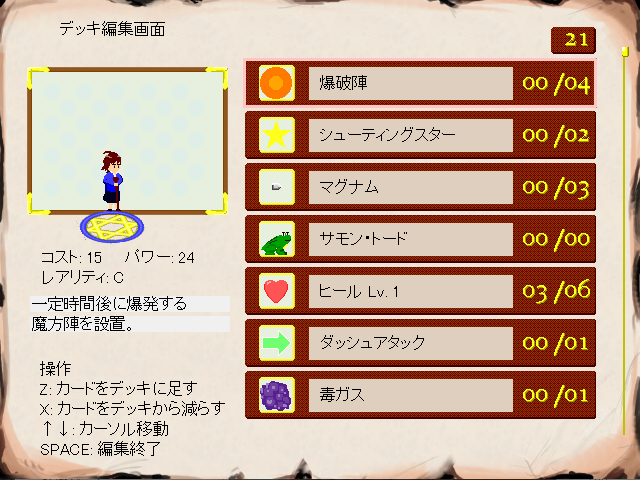 デッキ編集画面
21
爆破陣 00 /04
シューティングスター 00 /02
マグナム 00 /03
サモン・トード 00 /00
ヒール Lv. 1 03 /06
ダッシュアタック 00 /01
毒ガス 00 /01
コスト: 15 パワー: 24
レアリティ: C
一定時間後に爆発する
魔方陣を設置。
操作
Z: カードをデッキに足す
X: カードをデッキから減らす
↑↓: カーソル移動
SPACE: 編集終了